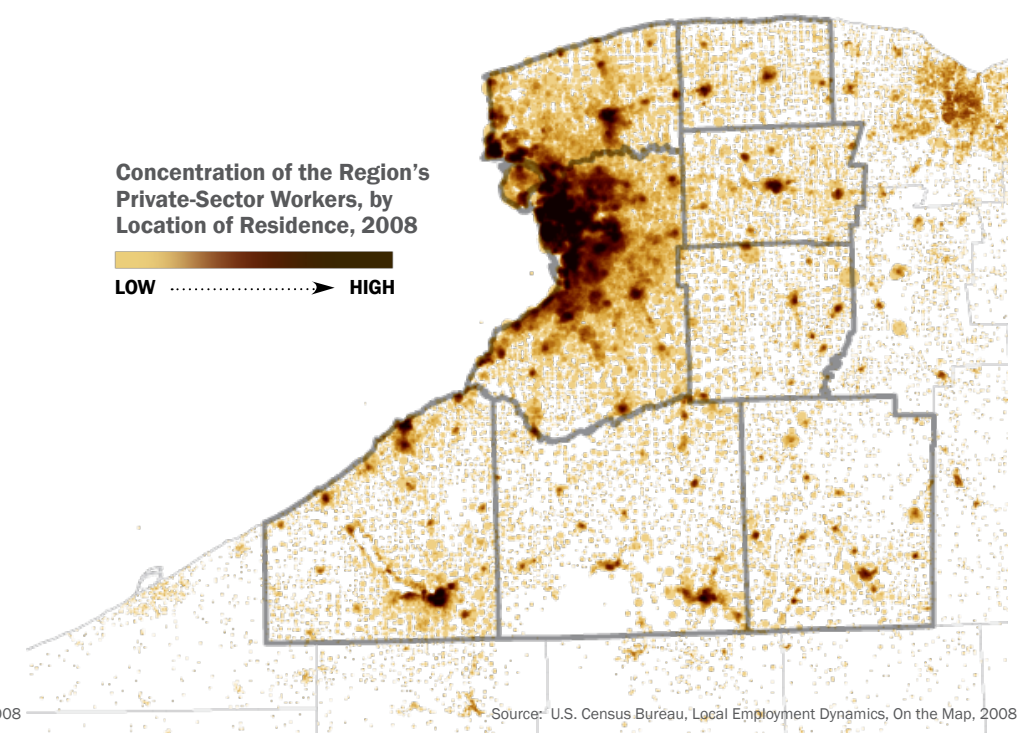 Concentration of the Region's
Private-Sector Workers, by
Location of Residence, 2008
LOW HIGH
08
Source: U.S. Census Bureau, Local Employment Dynamics, On the Map, 2008